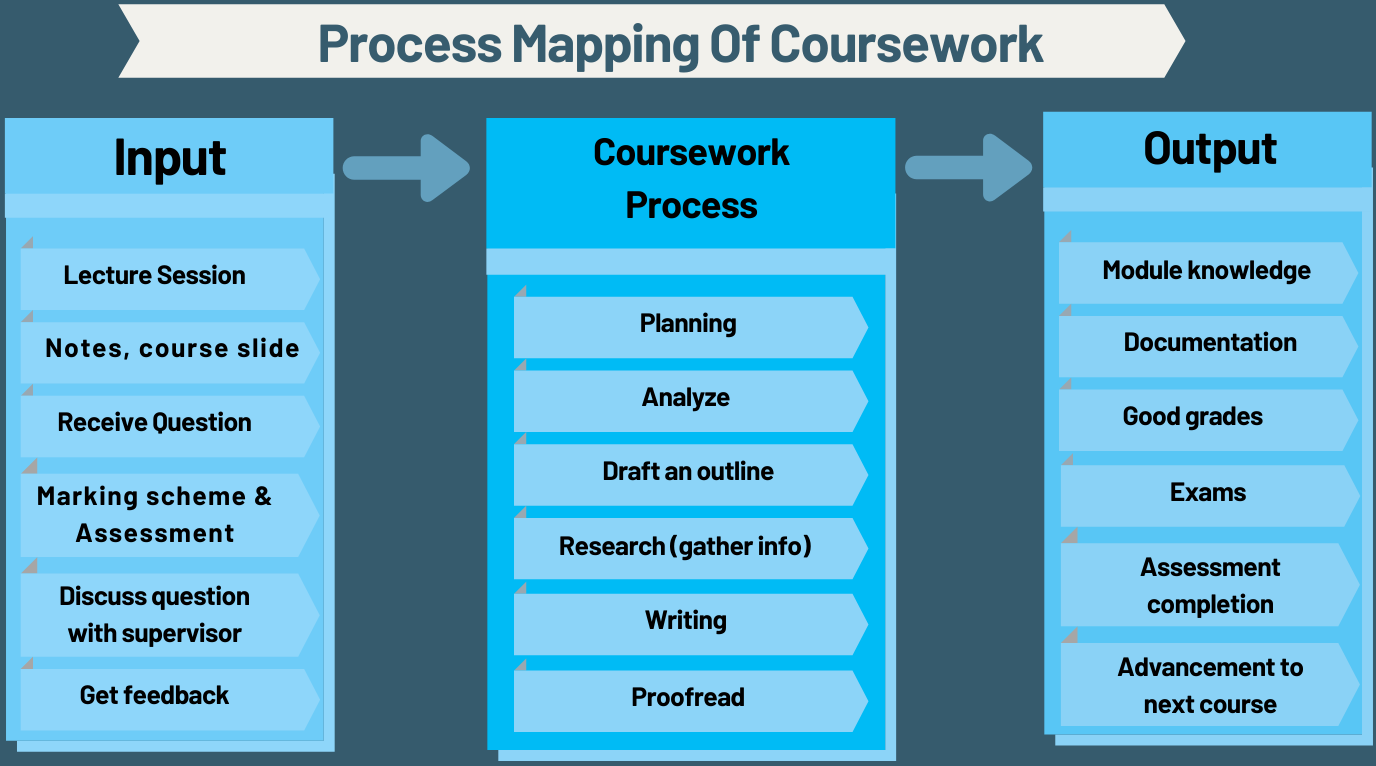 Process Mapping Of Coursework
Input
Lecture Session
Notes, course slide
Receive Question
Marking scheme &
Assessment
Discuss question
with supervisor
Get feedback
Coursework
Process
Planning
Analyze
Draft an outline
Research (gather info)
Writing
Proofread
Output
Module knowledge
Documentation
Good grades
Exams
Assessment
completion
Advancement to
next course